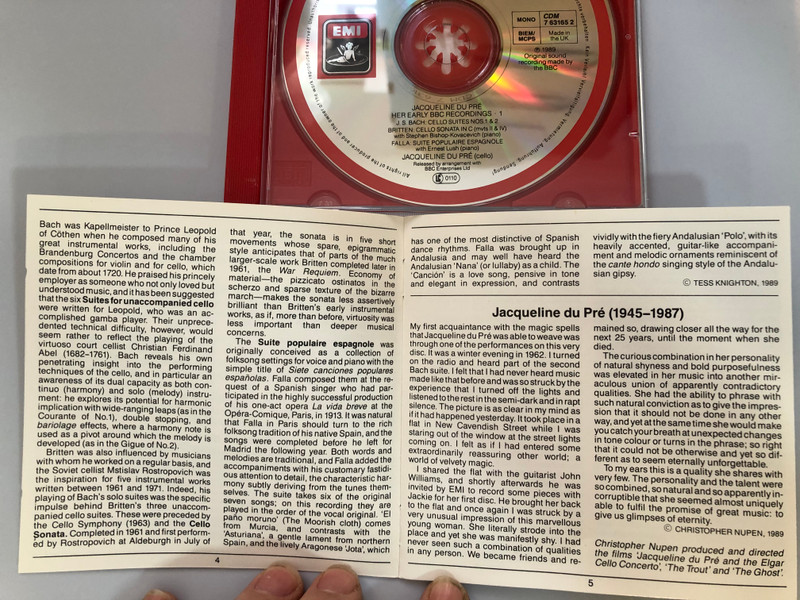 EMI
MONO
CDM
7 63165 2
BIEM/
MCPS
Made in
the UK
℗ 1989
Original sound
recording made by
the BBC
JACQUELINE DU PRÉ
HER EARLY BBC RECORDINGS · 1
J. S. BACH: CELLO SUITES NOS 1 & 2
BRITTEN: CELLO SONATA IN C (mvts II & IV)
with Stephen Bishop-Kovacevich (piano)
FALLA: SUITE POPULAIRE ESPAGNOLE
with Ernest Lush (piano)
JACQUELINE DU PRÉ (cello)
Released by arrangement with
BBC Enterprises Ltd
LC 0110
Bach was Kapellmeister to Prince Leopold
of Cöthen when he composed many of his
great instrumental works, including the
Brandenburg Concertos and the chamber
compositions for violin and for cello, which
date from about 1720. He praised his princely
employer as someone who not only loved but
understood music, and it has been suggested
that the six Suites for unaccompanied cello
were written for Leopold, who was an ac-
complished gamba player. Their unprece-
dented technical difficulty, however, would
seem rather to reflect the playing of the
virtuoso court cellist Christian Ferdinand
Abel (1682–1761). Bach reveals his own
penetrating insight into the performing
techniques of the cello, and in particular an
awareness of its dual capacity as both con-
tinuo (harmony) and solo (melody) instru-
ment: he explores its potential for harmonic
implication with wide-ranging leaps (as in the
Courante of No.1), double stopping, and
bariolage effects, where a harmony note is
used as a pivot around which the melody is
developed (as in the Gigue of No.2).
Britten was also influenced by musicians
with whom he worked on a regular basis, and
the Soviet cellist Mstislav Rostropovich was
the inspiration for five instrumental works
written between 1961 and 1971. Indeed, his
playing of Bach's solo suites was the specific
impulse behind Britten's three unaccom-
panied cello suites. These were preceded by
the Cello Symphony (1963) and the Cello
Sonata. Completed in 1961 and first perform-
ed by Rostropovich at Aldeburgh in July of
that year, the sonata is in five short
movements whose spare, epigrammatic
style anticipates that of parts of the much
larger-scale work Britten completed later in
1961, the War Requiem. Economy of
material—the pizzicato ostinatos in the
scherzo and sparse texture of the bizarre
march—makes the sonata less assertively
brilliant than Britten's early instrumental
works, as if, more than before, virtuosity was
less important than deeper musical
concerns.
The Suite populaire espagnole was
originally conceived as a collection of
folksong settings for voice and piano with the
simple title of Siete canciones populares
españolas. Falla composed them at the re-
quest of a Spanish singer who had par-
ticipated in the highly successful production
of his one-act opera La vida breve at the
Opéra-Comique, Paris, in 1913. It was natural
that Falla in Paris should turn to the rich
folksong tradition of his native Spain, and the
songs were completed before he left for
Madrid the following year. Both words and
melodies are traditional, and Falla added the
accompaniments with his customary fastidi-
ous attention to detail, the characteristic har-
mony subtly deriving from the tunes them-
selves. The suite takes six of the original
seven songs; on this recording they are
played in the order of the vocal original. 'El
paño moruno' (The Moorish cloth) comes
from Murcia, and contrasts with the
'Asturiana', a gentle lament from northern
Spain, and the lively Aragonese 'Jota', which
4
has one of the most distinctive of Spanish
dance rhythms. Falla was brought up in
Andalusia and may well have heard the
Andalusian 'Nana' (or lullaby) as a child. The
'Canción' is a love song, pensive in tone
and elegant in expression, and contrasts
vividly with the fiery Andalusian 'Polo', with its
heavily accented, guitar-like accompani-
ment and melodic ornaments reminiscent of
the cante hondo singing style of the Andalu-
sian gipsy.
© TESS KNIGHTON, 1989
Jacqueline du Pré (1945–1987)
My first acquaintance with the magic spells
that Jacqueline du Pré was able to weave was
through one of the performances on this very
disc. It was a winter evening in 1962. I turned
on the radio and heard part of the second
Bach suite. I felt that I had never heard music
made like that before and was so struck by the
experience that I turned off the lights and
listened to the rest in the semi-dark and in rapt
silence. The picture is as clear in my mind as
if it had happened yesterday. It took place in a
flat in New Cavendish Street while I was
staring out of the window at the street lights
coming on. I felt as if I had entered some
extraordinarily reassuring other world; a
world of velvety magic.
I shared the flat with the guitarist John
Williams, and shortly afterwards he was
invited by EMI to record some pieces with
Jackie for her first disc. He brought her back
to the flat and once again I was struck by a
very unusual impression of this marvellous
young woman. She literally strode into the
place and yet she was manifestly shy. I had
never seen such a combination of qualities
in any person. We became friends and re-
mained so, drawing closer all the way for the
next 25 years, until the moment when she
died.
The curious combination in her personality
of natural shyness and bold purposefulness
was elevated in her music into another mir-
aculous union of apparently contradictory
qualities. She had the ability to phrase with
such natural conviction as to give the impres-
sion that it should not be done in any other
way, and yet at the same time she would make
you catch your breath at unexpected changes
in tone colour or turns in the phrase; so right
that it could not be otherwise and yet so dif-
ferent as to seem eternally unforgettable.
To my ears this is a quality she shares with
very few. The personality and the talent were
so combined, so natural and so apparently in-
corruptible that she seemed almost uniquely
able to fulfil the promise of great music: to
give us glimpses of eternity.
© CHRISTOPHER NUPEN, 1989
Christopher Nupen produced and directed
the films 'Jacqueline du Pré and the Elgar
Cello Concerto', 'The Trout' and 'The Ghost'.
5